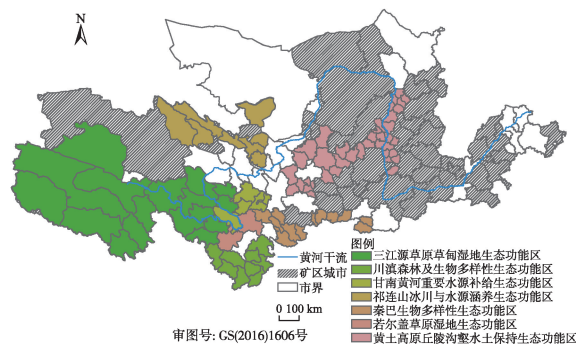 N
黄河干流
矿区城市
市界
0 100 km
审图号: GS(2016)1606号
图例
三江源草原草甸湿地生态功能区
川滇森林及生物多样性生态功能区
甘南黄河重要水源补给生态功能区
祁连山冰川与水源涵养生态功能区
秦巴生物多样性生态功能区
若尔盖草原湿地生态功能区
黄土高原丘陵沟壑水土保持生态功能区